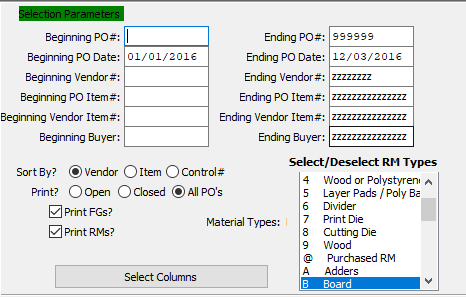 Selection Parameters
Beginning PO#:
Ending PO#: 999999
Beginning PO Date: 01/01/2016
Ending PO Date: 12/03/2016
Beginning Vendor#:
Ending Vendor#: zzzzzzzz
Beginning PO Item#:
Ending PO Item#: zzzzzzzzzzzzzzz
Beginning Vendor Item#:
Ending Vendor Item#: zzzzzzzzzzzzzzz
Beginning Buyer:
Ending Buyer: zzzzzzzzzzzzzzz
Select/Deselect RM Types
Sort By? Vendor Item Control#
Print? Open Closed All PO's
Print FGs?
Print RMs?
Material Types:
4 Wood or Polystyrene
5 Layer Pads / Poly Ba
6 Divider
7 Print Die
8 Cutting Die
9 Wood
@ Purchased RM
A Adders
B Board
Select Columns